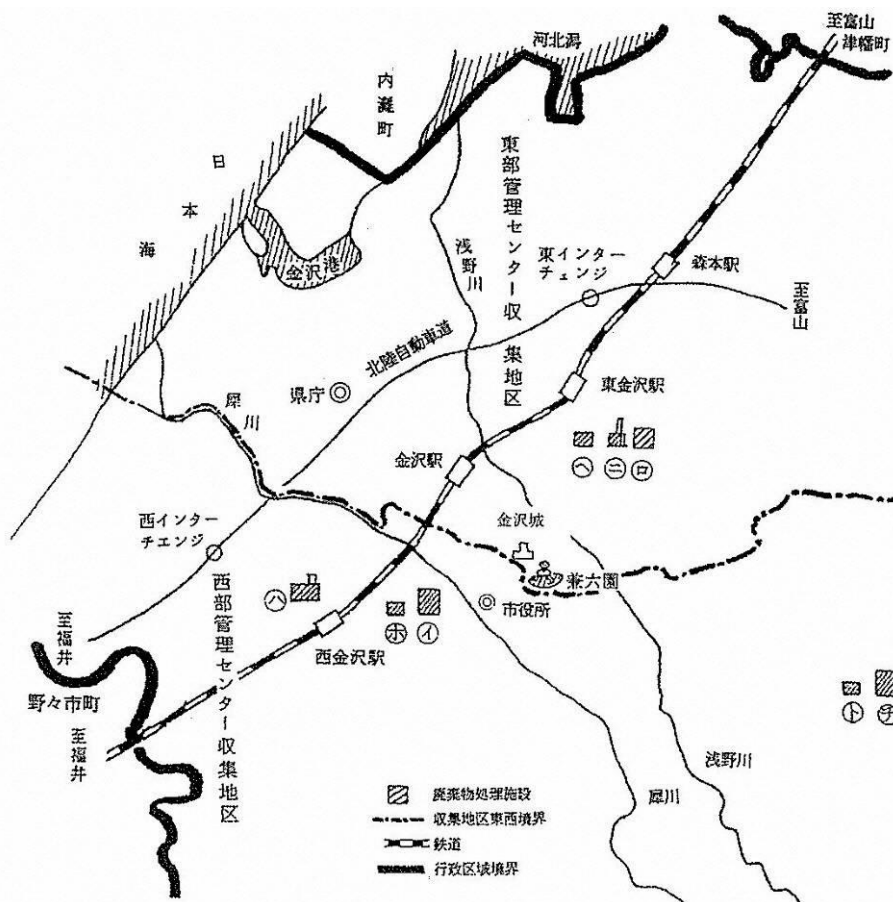 至富山
津幡町
河北潟
内灘町
日本海
金沢港
浅野川
東部管理センター収集地区
東インター
チェンジ
森本駅
至富山
北陸自動車道
県庁
東金沢駅
犀川
金沢駅
ヘ
ニ
ロ
西インター
チエンジ
金沢城
兼六園
市役所
西部管理センター収集地区
ハ
ホ
イ
西金沢駅
至福井
野々市町
至福井
ト
チ
浅野川
犀川
廃棄物処理施設
収集地区東西境界
鉄道
行政区域境界